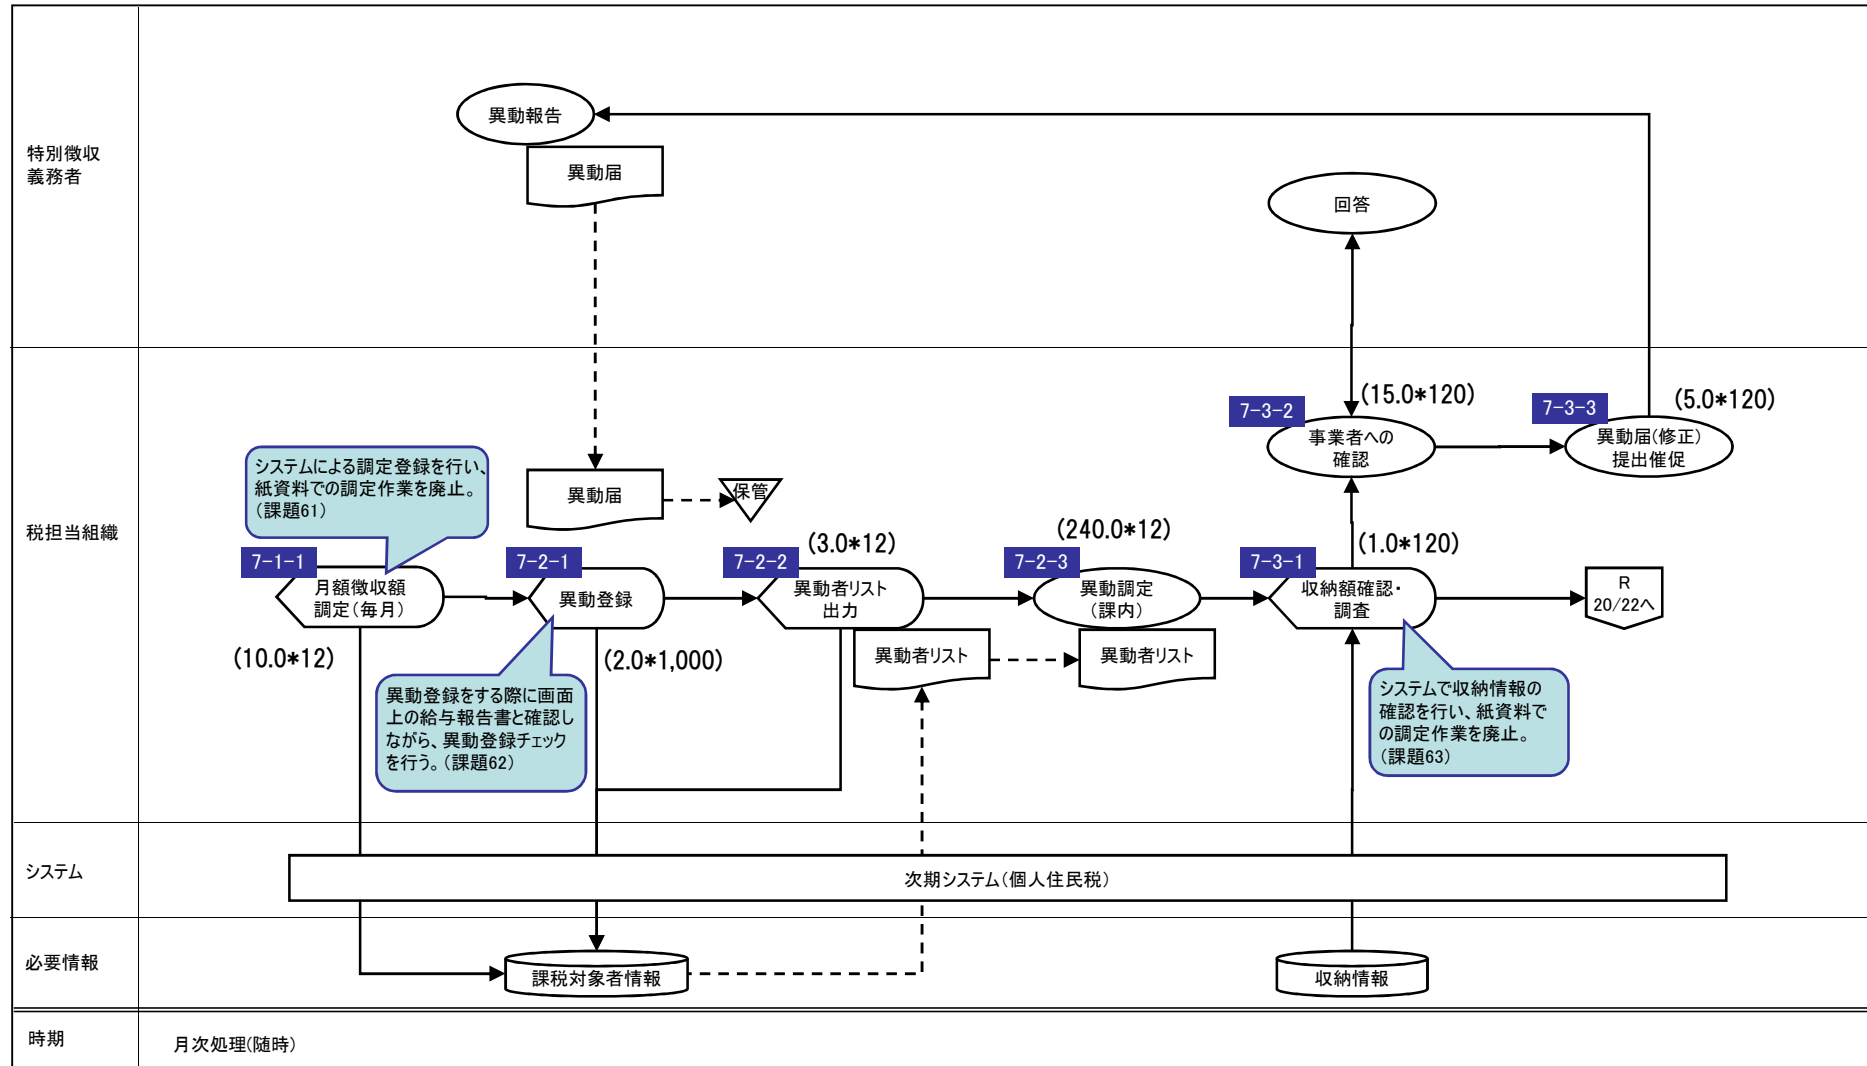 特別徴収
義務者
異動報告
異動届
回答
税担当組織
システムによる調定登録を行い、
紙資料での調定作業を廃止。
(課題61)
異動届
保管
7-3-2
(15.0*120)
事業者への
確認
7-3-3
(5.0*120)
異動届(修正)
提出催促
7-1-1
月額徴収額
調定(毎月)
(10.0*12)
7-2-1
異動登録
(2.0*1,000)
異動登録をする際に画面
上の給与報告書と確認し
ながら、異動登録チェック
を行う。(課題62)
7-2-2
(3.0*12)
異動者リスト
出力
異動者リスト
7-2-3
(240.0*12)
異動調定
(課内)
異動者リスト
7-3-1
(1.0*120)
収納額確認・
調査
R
20/22へ
システムで収納情報の
確認を行い、紙資料で
の調定作業を廃止。
(課題63)
システム
次期システム(個人住民税)
必要情報
課税対象者情報
収納情報
時期
月次処理(随時)